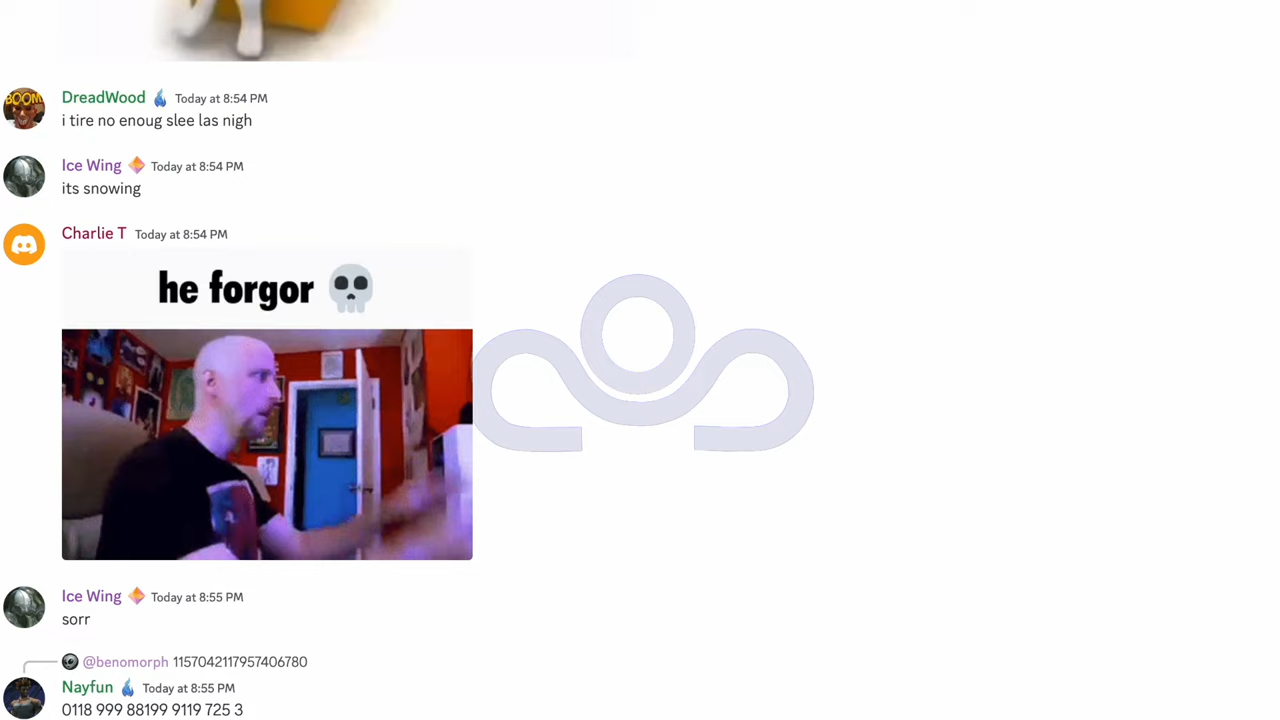 BOOM
DreadWood Today at 8:54 PM
i tire no enoug slee las nigh
Ice Wing Today at 8:54 PM
its snowing
Charlie T Today at 8:54 PM
he forgor 💀
Ice Wing Today at 8:55 PM
sorr
@benomorph 1157042117957406780
Nayfun Today at 8:55 PM
0118 999 88199 9119 725 3